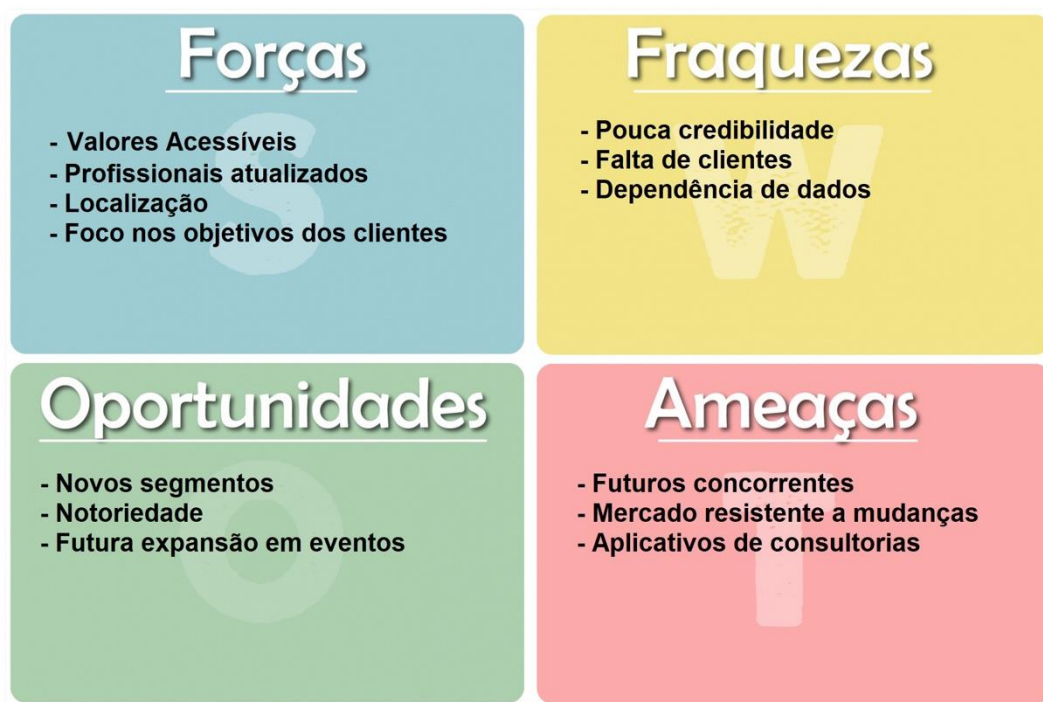 Forças
S
- Valores Acessíveis
- Profissionais atualizados
- Localização
- Foco nos objetivos dos clientes
Fraquezas
W
- Pouca credibilidade
- Falta de clientes
- Dependência de dados
Oportunidades
O
- Novos segmentos
- Notoriedade
- Futura expansão em eventos
Ameaças
T
- Futuros concorrentes
- Mercado resistente a mudanças
- Aplicativos de consultorias